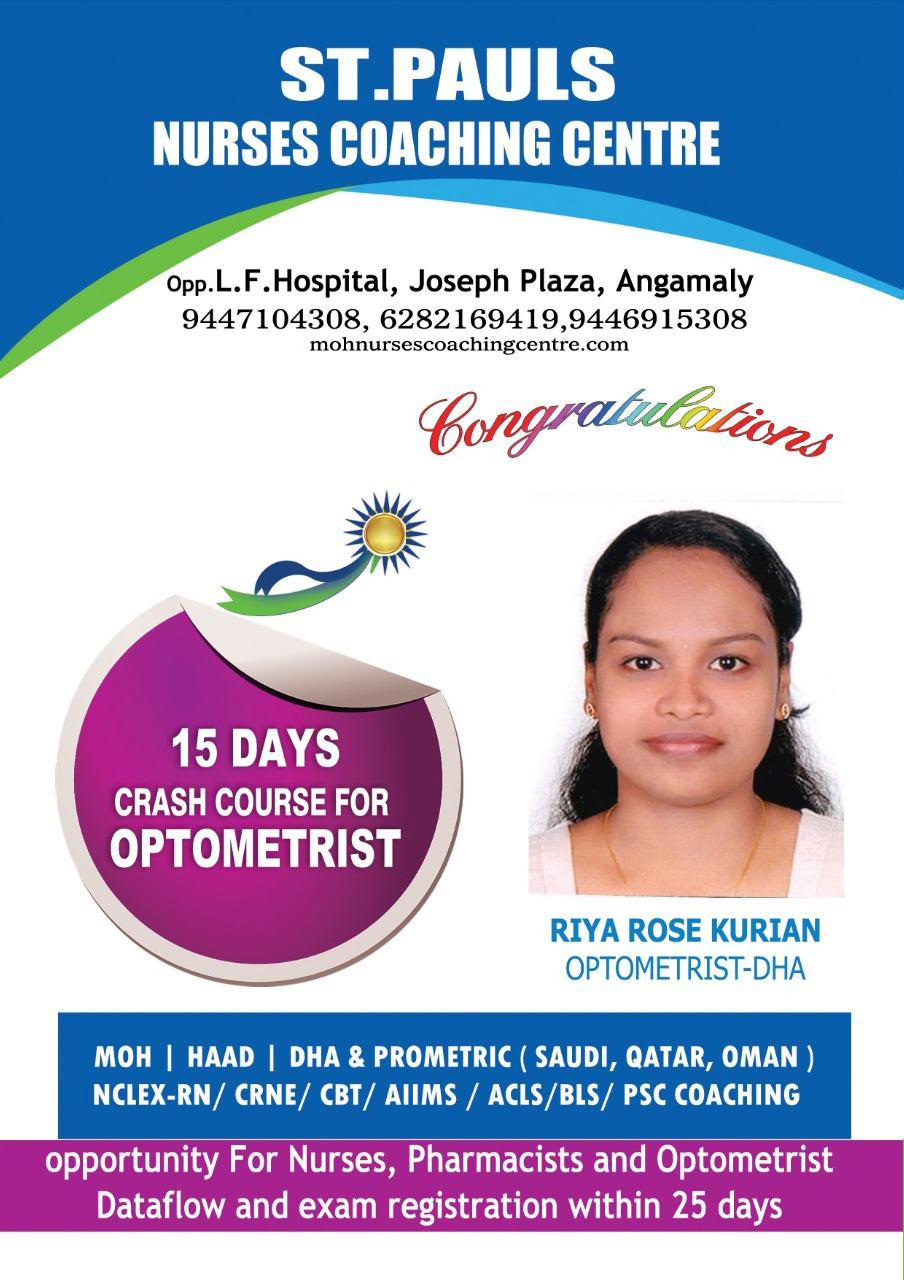 ST.PAULS
NURSES COACHING CENTRE
Opp.L.F.Hospital, Joseph Plaza, Angamaly
9447104308, 6282169419,9446915308
mohnursescoachingcentre.com
Congratulations
15 DAYS
CRASH COURSE FOR
OPTOMETRIST
RIYA ROSE KURIAN
OPTOMETRIST-DHA
MOH | HAAD | DHA & PROMETRIC ( SAUDI, QATAR, OMAN )
NCLEX-RN/ CRNE/ CBT/ AIIMS / ACLS/BLS/ PSC COACHING
opportunity For Nurses, Pharmacists and Optometrist
Dataflow and exam registration within 25 days